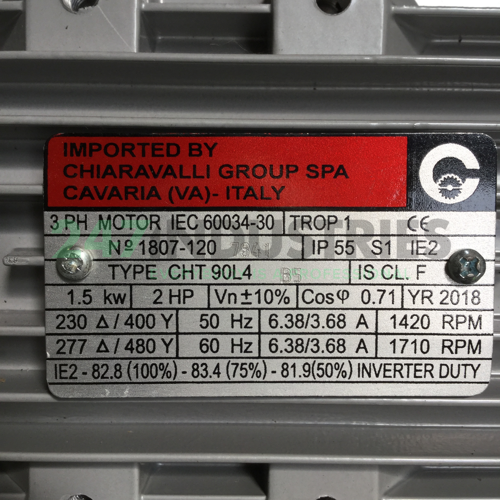 IMPORTED BY
CHIARAVALLI GROUP SPA
CAVARIA (VA)- ITALY
3 PH MOTOR IEC 60034-30 TROP 1 CE
Nº 1807-120 IP 55 S1 IE2
TYPE CHT 90L4 B5 IS CL. F
1.5 kw 2 HP Vn±10% Cosφ 0.71 YR 2018
230 Δ/400 Y 50 Hz 6.38/3.68 A 1420 RPM
277 Δ/480 Y 60 Hz 6.38/3.68 A 1710 RPM
IE2 - 82.8 (100%) - 83.4 (75%) - 81.9(50%) INVERTER DUTY